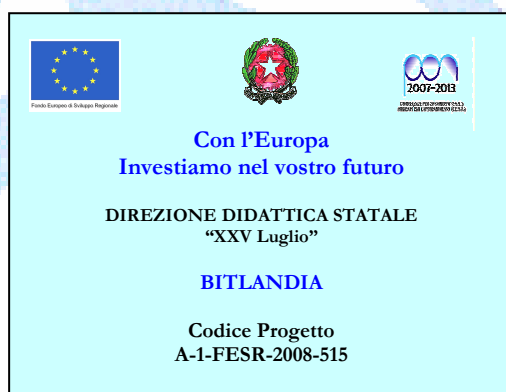 Fondo Europeo di Sviluppo Regionale
2007-2013
Con l'Europa
Investiamo nel vostro futuro
DIREZIONE DIDATTICA STATALE
"XXV Luglio"
BITLANDIA
Codice Progetto
A-1-FESR-2008-515